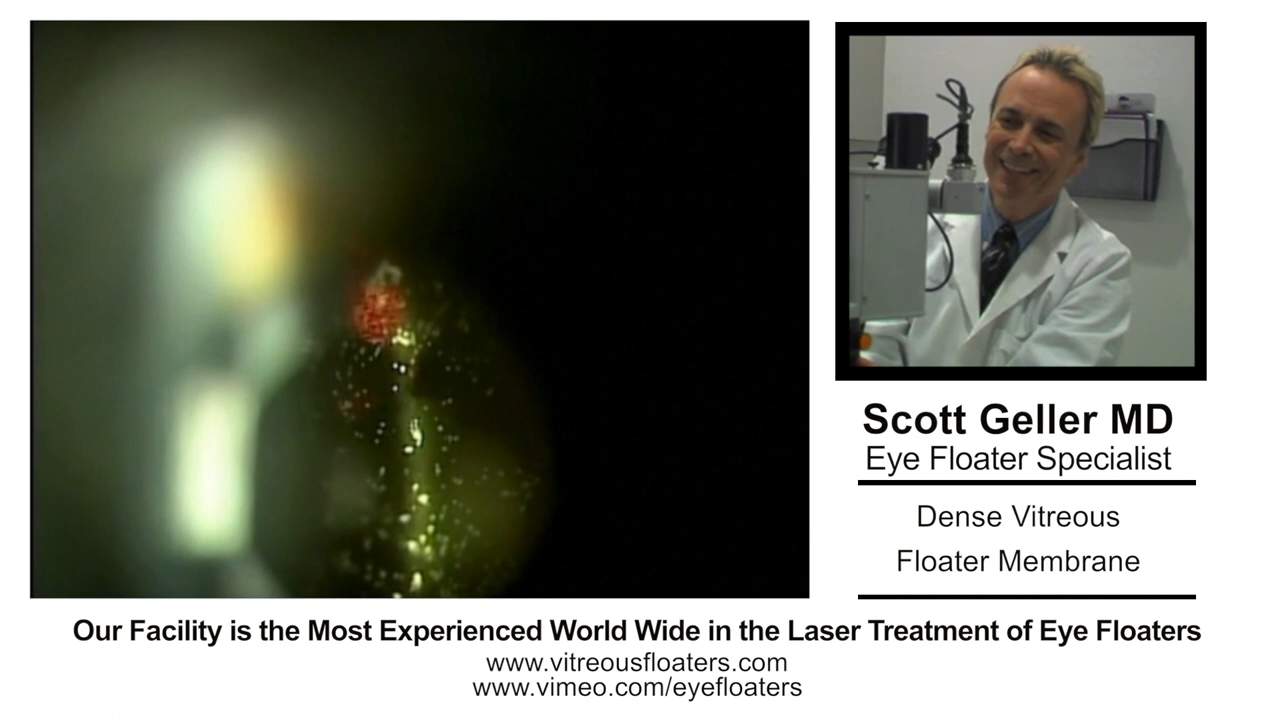 Scott Geller MD
Eye Floater Specialist
Dense Vitreous
Floater Membrane
Our Facility is the Most Experienced World Wide in the Laser Treatment of Eye Floaters
www.vitreousfloaters.com
www.vimeo.com/eyefloaters